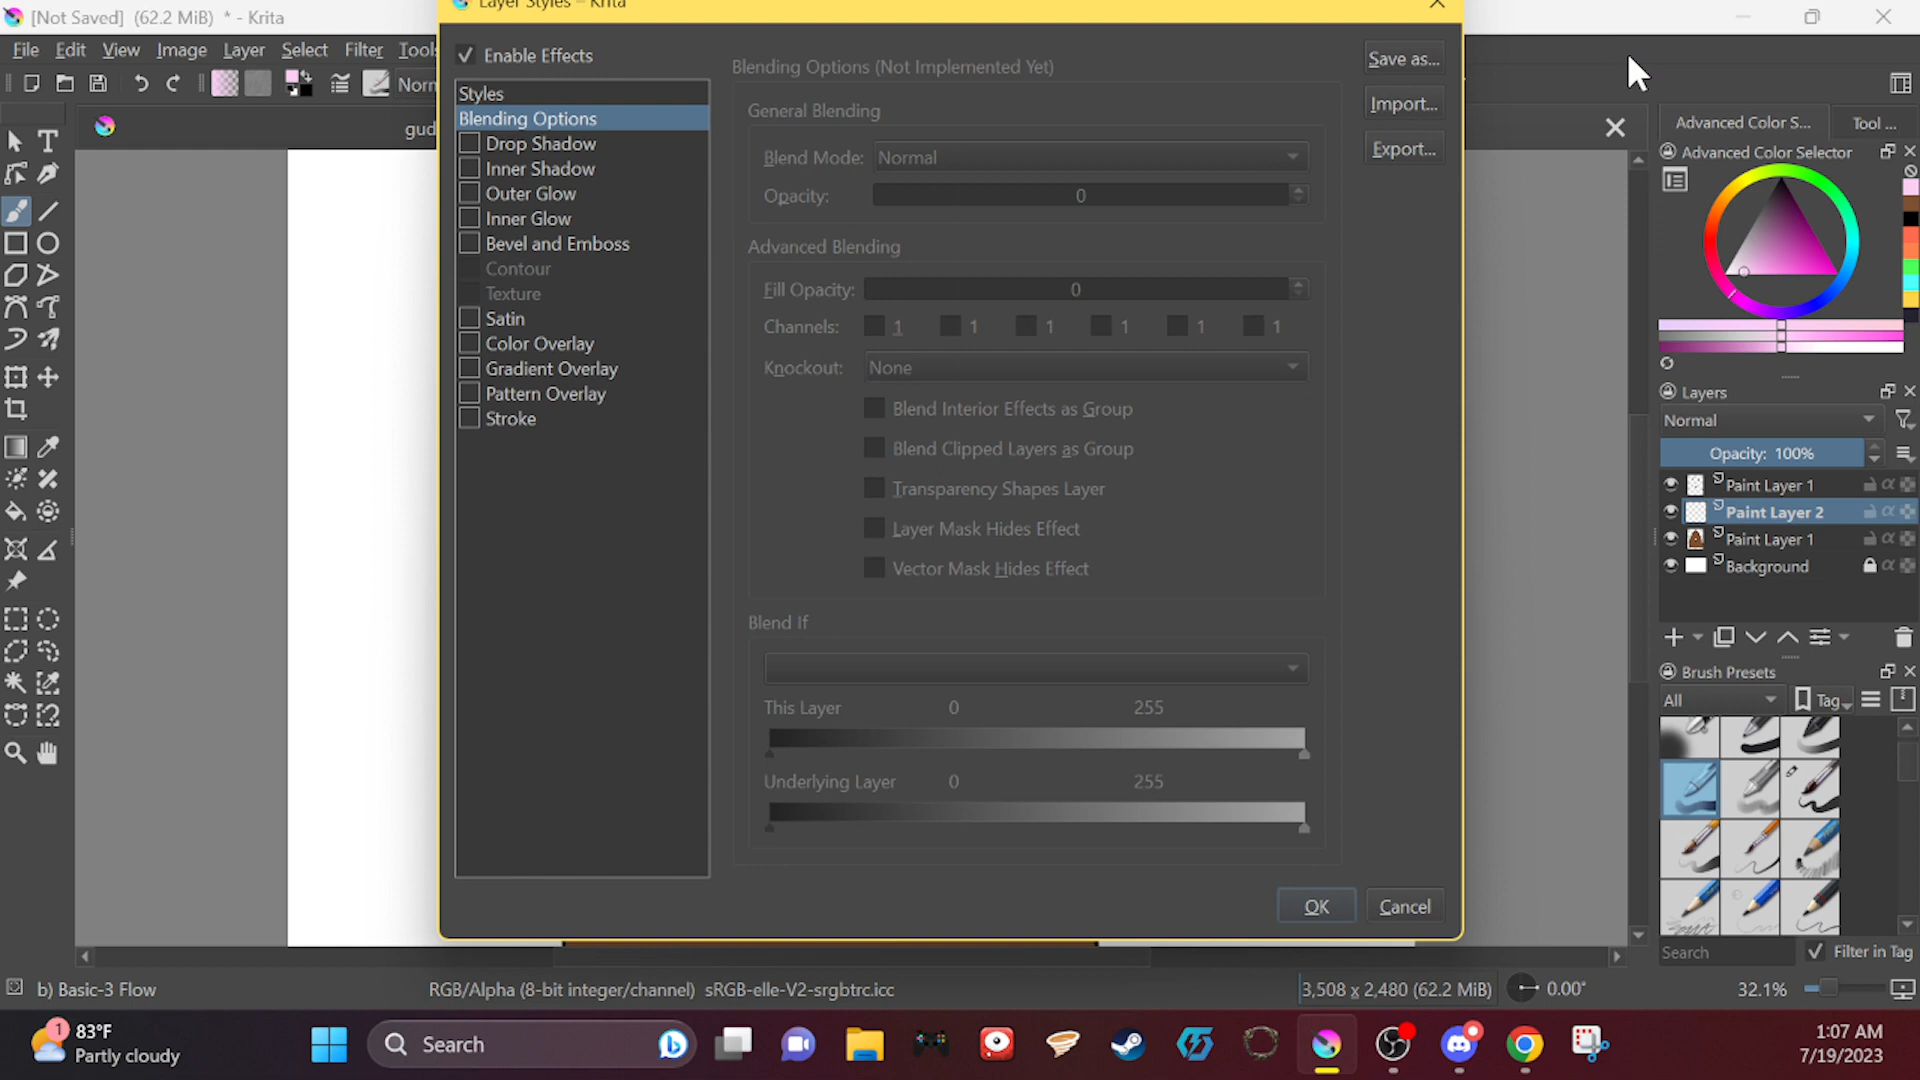 [Not Saved] (62.2 MiB) * - Krita
Layer Styles – Krita
File Edit View Image Layer Select Filter Tools
Enable Effects
Styles
Blending Options
Drop Shadow
Inner Shadow
Outer Glow
Inner Glow
Bevel and Emboss
Contour
Texture
Satin
Color Overlay
Gradient Overlay
Pattern Overlay
Stroke
Blending Options (Not Implemented Yet)
General Blending
Blend Mode: Normal
Opacity: 0
Advanced Blending
Fill Opacity: 0
Channels: 1 1 1 1 1 1
Knockout: None
Blend Interior Effects as Group
Blend Clipped Layers as Group
Transparency Shapes Layer
Layer Mask Hides Effect
Vector Mask Hides Effect
Blend If
This Layer 0 255
Underlying Layer 0 255
Save as...
Import...
Export...
OK Cancel
Advanced Color S... Tool ...
Advanced Color Selector
Layers
Normal
Opacity: 100%
Paint Layer 1
Paint Layer 2
Paint Layer 1
Background
Brush Presets
All Tag
Search Filter in Tag
b) Basic-3 Flow
RGB/Alpha (8-bit integer/channel) sRGB-elle-V2-srgbtrc.icc
3,508 x 2,480 (62.2 MiB) 0.00° 32.1%
1 83°F
Partly cloudy
Search
1:07 AM
7/19/2023